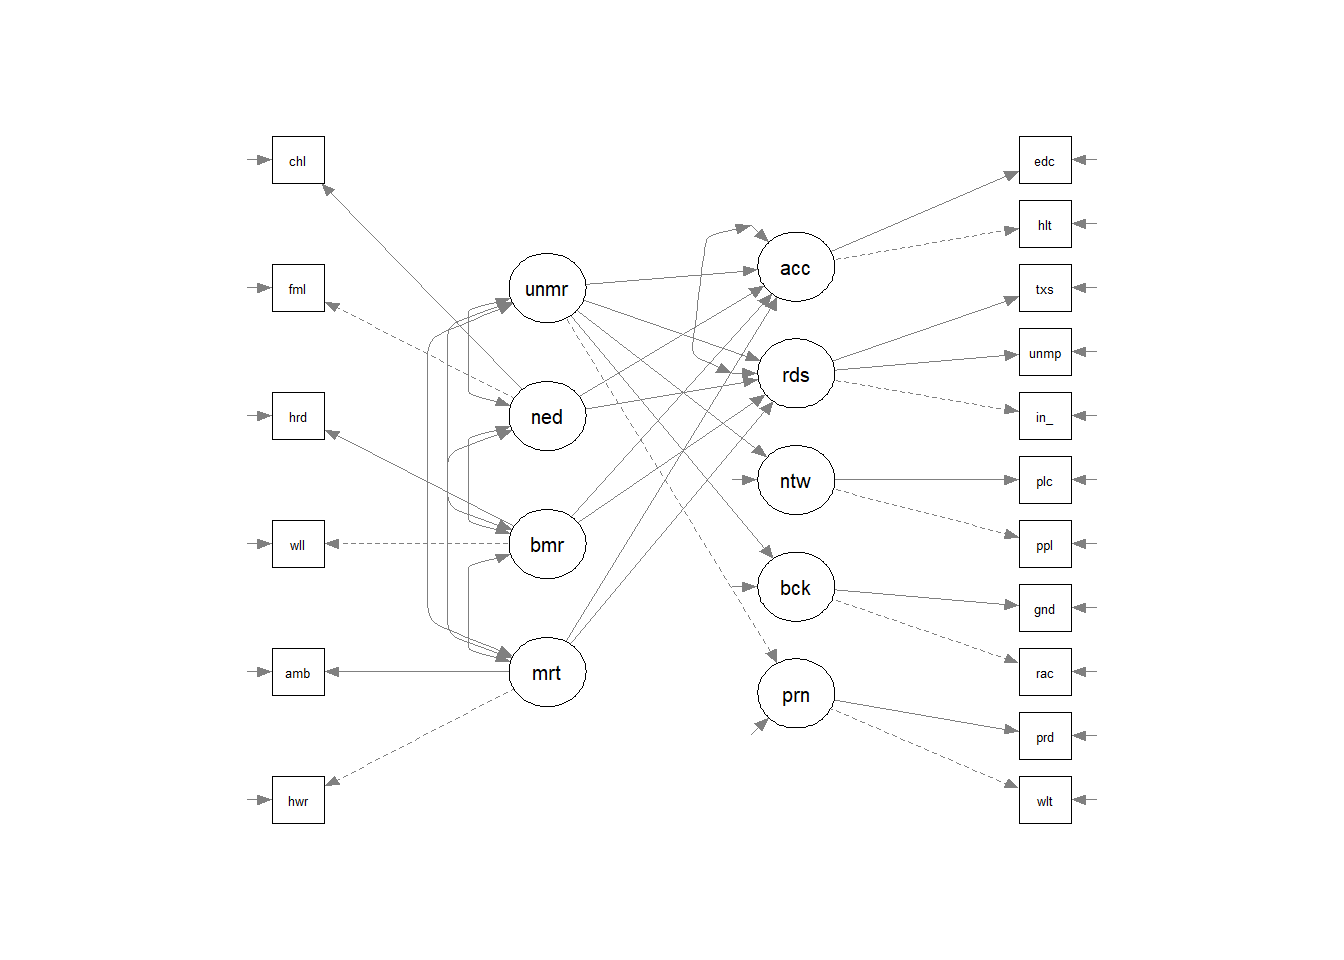 chl
fml
hrd
wll
amb
hwr
unmr
ned
bmr
mrt
acc
rds
ntw
bck
prn
edc
hlt
txs
unmp
in_
plc
ppl
gnd
rac
prd
wlt